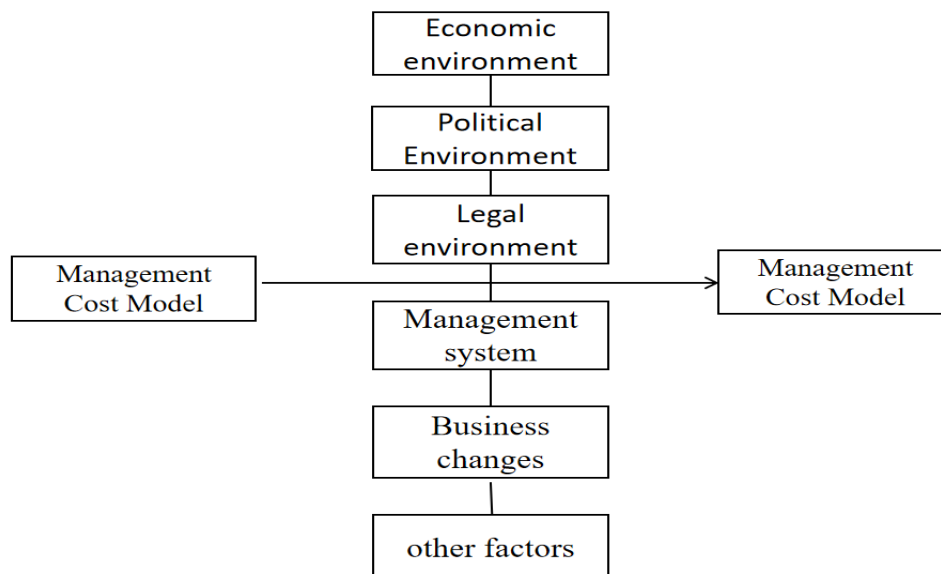 Economic
environment
Political
Environment
Legal
environment
Management
Cost Model
Management
Cost Model
Management
system
Business
changes
other factors